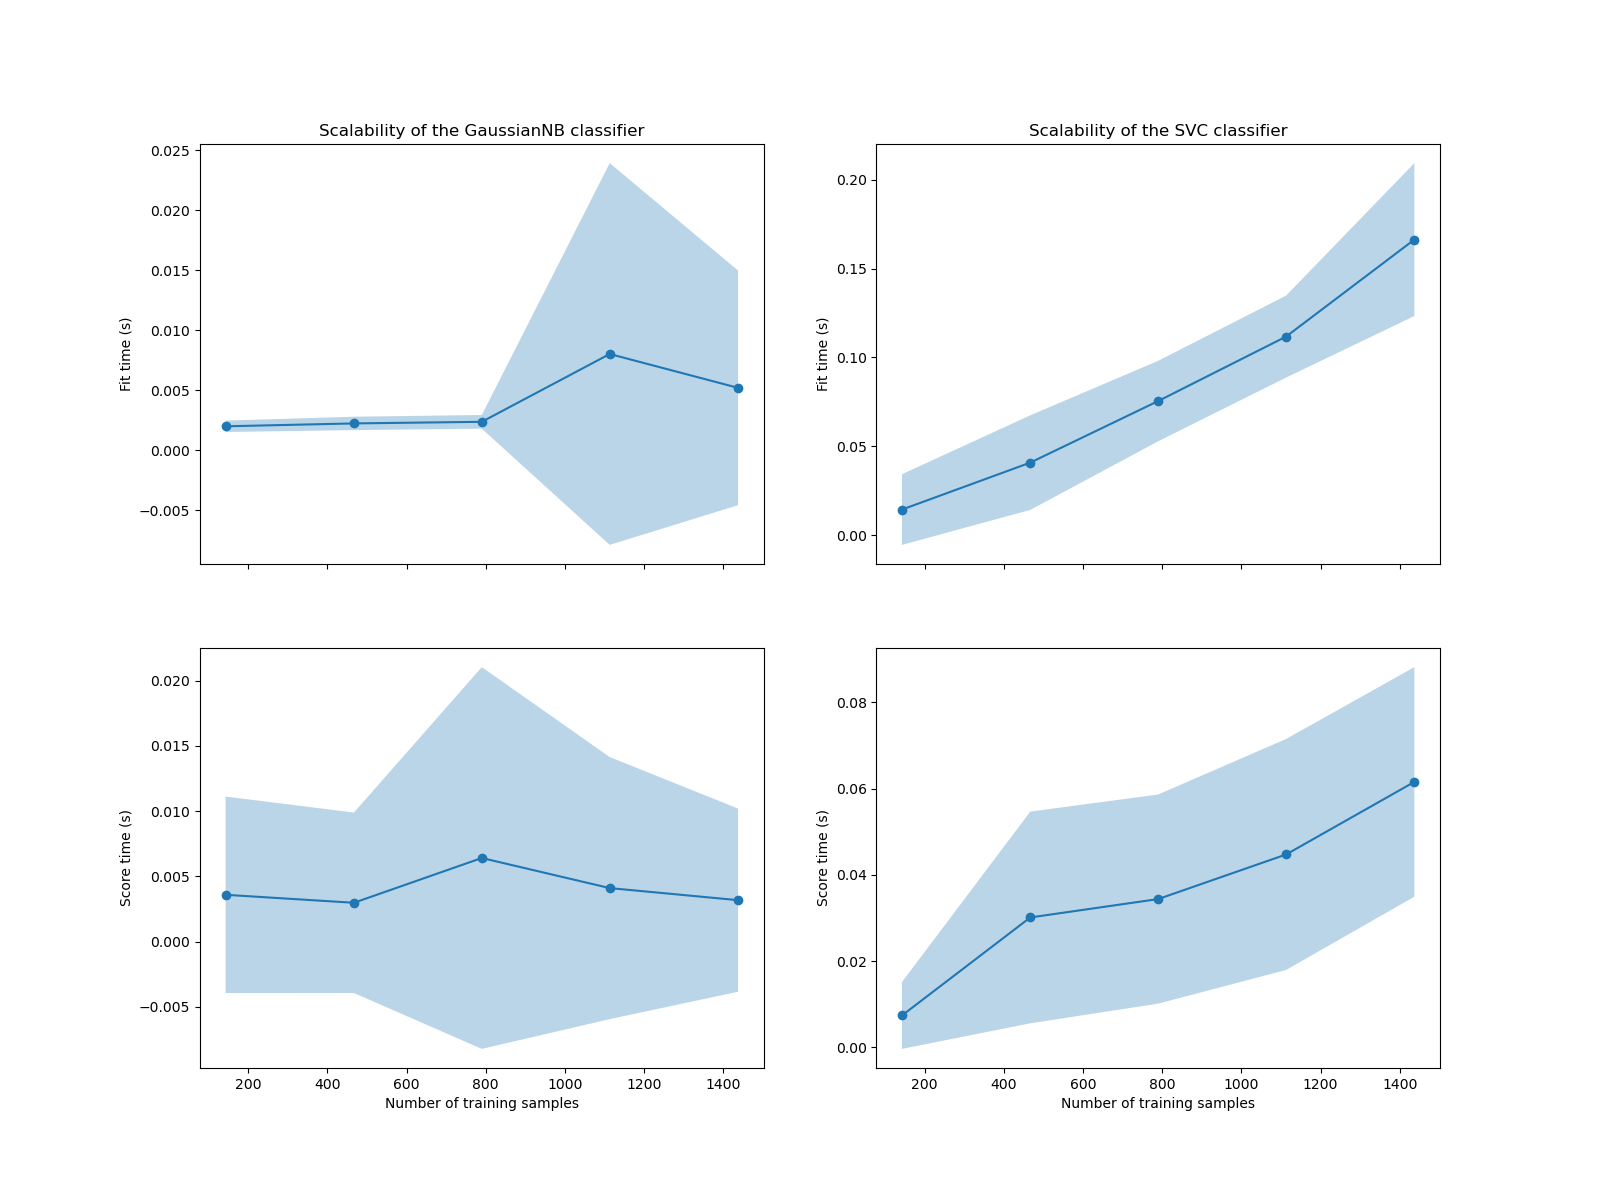 Scalability of the GaussianNB classifier
0.025
0.020
0.015
0.010
0.005
0.000
−0.005
Fit time (s)
Scalability of the SVC classifier
0.20
0.15
0.10
0.05
0.00
Fit time (s)
0.020
0.015
0.010
0.005
0.000
−0.005
Score time (s)
200 400 600 800 1000 1200 1400
Number of training samples
0.08
0.06
0.04
0.02
0.00
Score time (s)
200 400 600 800 1000 1200 1400
Number of training samples